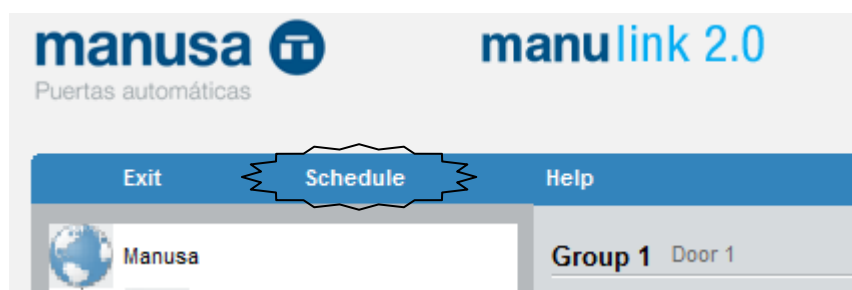 manusa manulink 2.0
Puertas automáticas
Exit Schedule Help
Manusa Group 1 Door 1